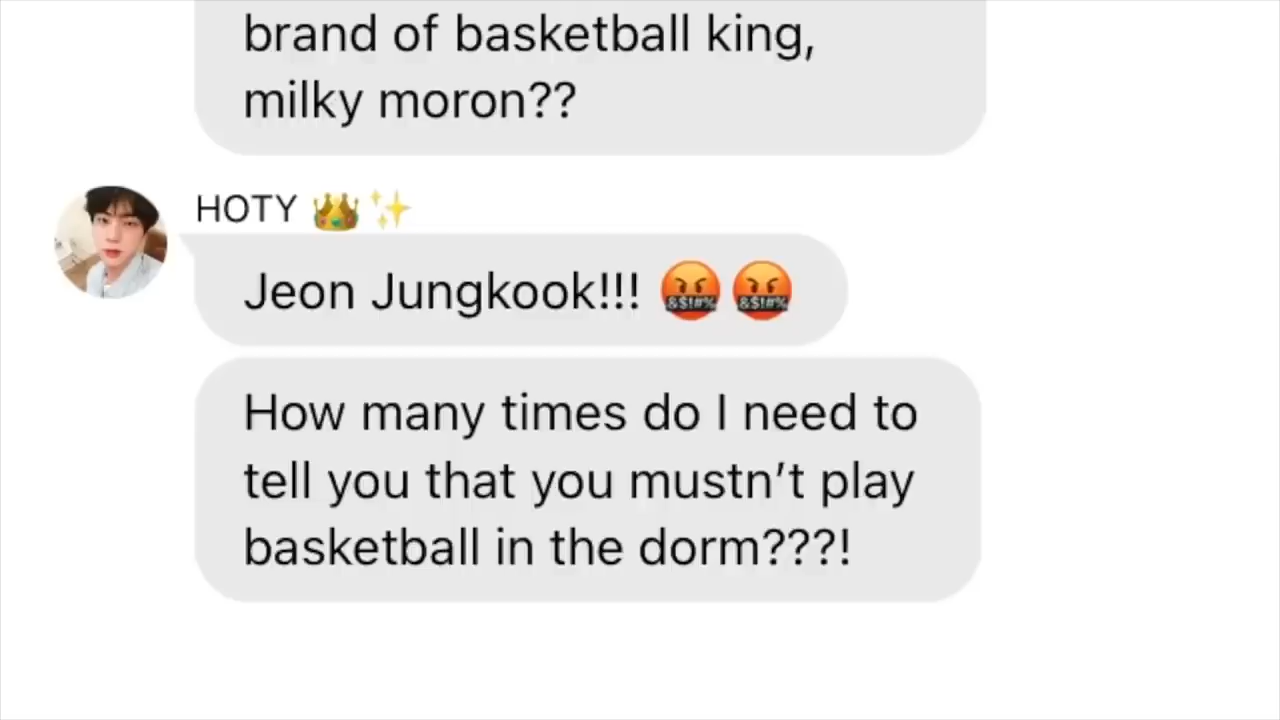 brand of basketball king,
milky moron??
HOTY 👑✨
Jeon Jungkook!!! 🤬🤬
How many times do I need to
tell you that you mustn’t play
basketball in the dorm???!